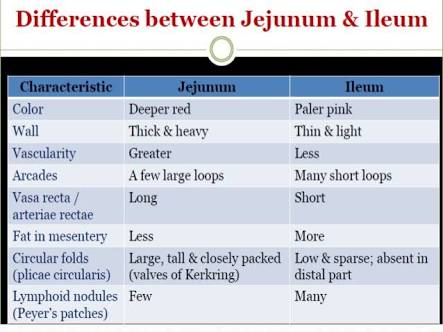 Differences between Jejunum & Ileum
Characteristic Jejunum Ileum
Color Deeper red Paler pink
Wall Thick & heavy Thin & light
Vascularity Greater Less
Arcades A few large loops Many short loops
Vasa recta / Long Short
arteriae rectae
Fat in mesentery Less More
Circular folds Large, tall & closely packed Low & sparse; absent in
(plicae circularis) (valves of Kerkring) distal part
Lymphoid nodules Few Many
(Peyer's patches)